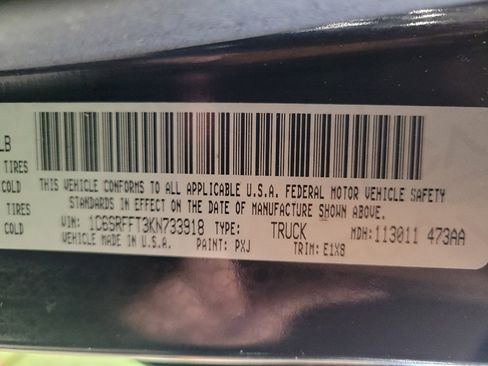 LB
TIRES
COLD
THIS VEHICLE CONFORMS TO ALL APPLICABLE U.S.A. FEDERAL MOTOR VEHICLE SAFETY
TIRES STANDARDS IN EFFECT ON THE DATE OF MANUFACTURE SHOWN ABOVE.
COLD VIN: 1C6SRFFT3KN733918 TYPE: TRUCK MDH: 113011 473AA
VEHICLE MADE IN U.S.A. PAINT: PXJ TRIM: E1X9